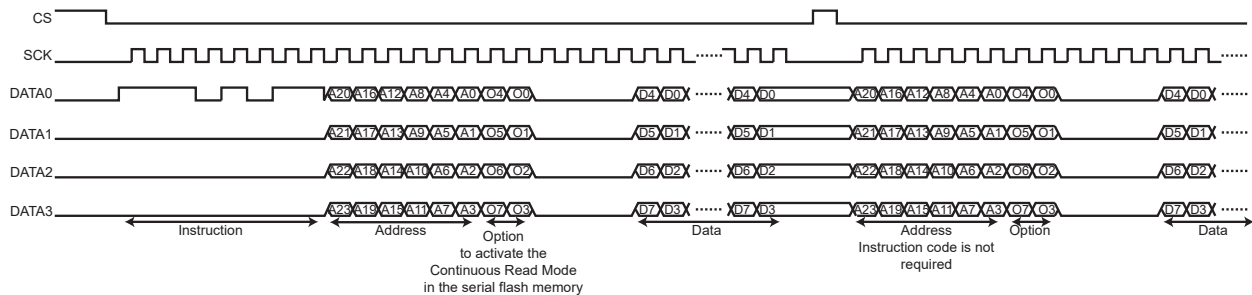 CS
SCK
DATA0 A20 A16 A12 A8 A4 A0 O4 O0 D4 D0 ...... D4 D0 A20 A16 A12 A8 A4 A0 O4 O0 D4 D0 ......
DATA1 A21 A17 A13 A9 A5 A1 O5 O1 D5 D1 ...... D5 D1 A21 A17 A13 A9 A5 A1 O5 O1 D5 D1 ......
DATA2 A22 A18 A14 A10 A6 A2 O6 O2 D6 D2 ...... D6 D2 A22 A18 A14 A10 A6 A2 O6 O2 D6 D2 ......
DATA3 A23 A19 A15 A11 A7 A3 O7 O3 D7 D3 ...... D7 D3 A23 A19 A15 A11 A7 A3 O7 O3 D7 D3 ......
Instruction Address Option Data Address Option Data
to activate the
Continuous Read Mode
in the serial flash memory
Instruction code is not
required